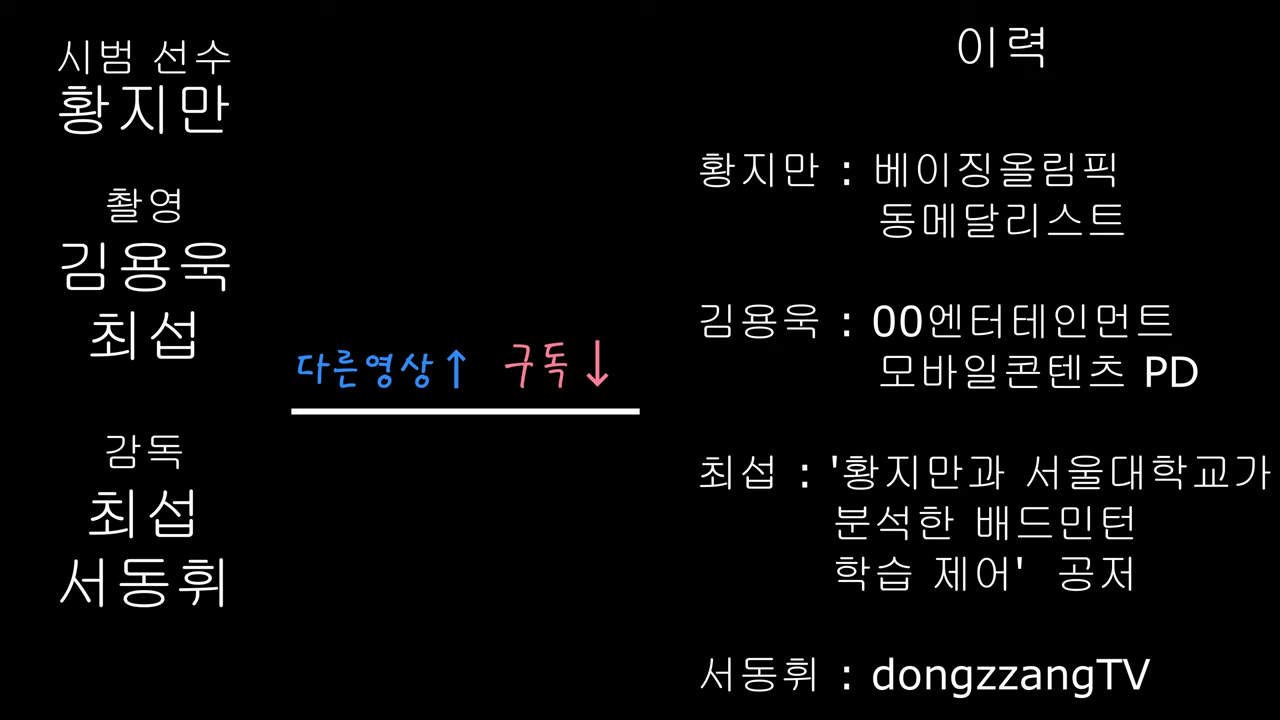 시범 선수
황지만
촬영
김용욱
최섭
감독
최섭
서동휘
다른영상↑ 구독↓
이력
황지만 : 베이징올림픽
동메달리스트
김용욱 : 00엔터테인먼트
모바일콘텐츠 PD
최섭 : '황지만과 서울대학교가
분석한 배드민턴
학습 제어' 공저
서동휘 : dongzzangTV